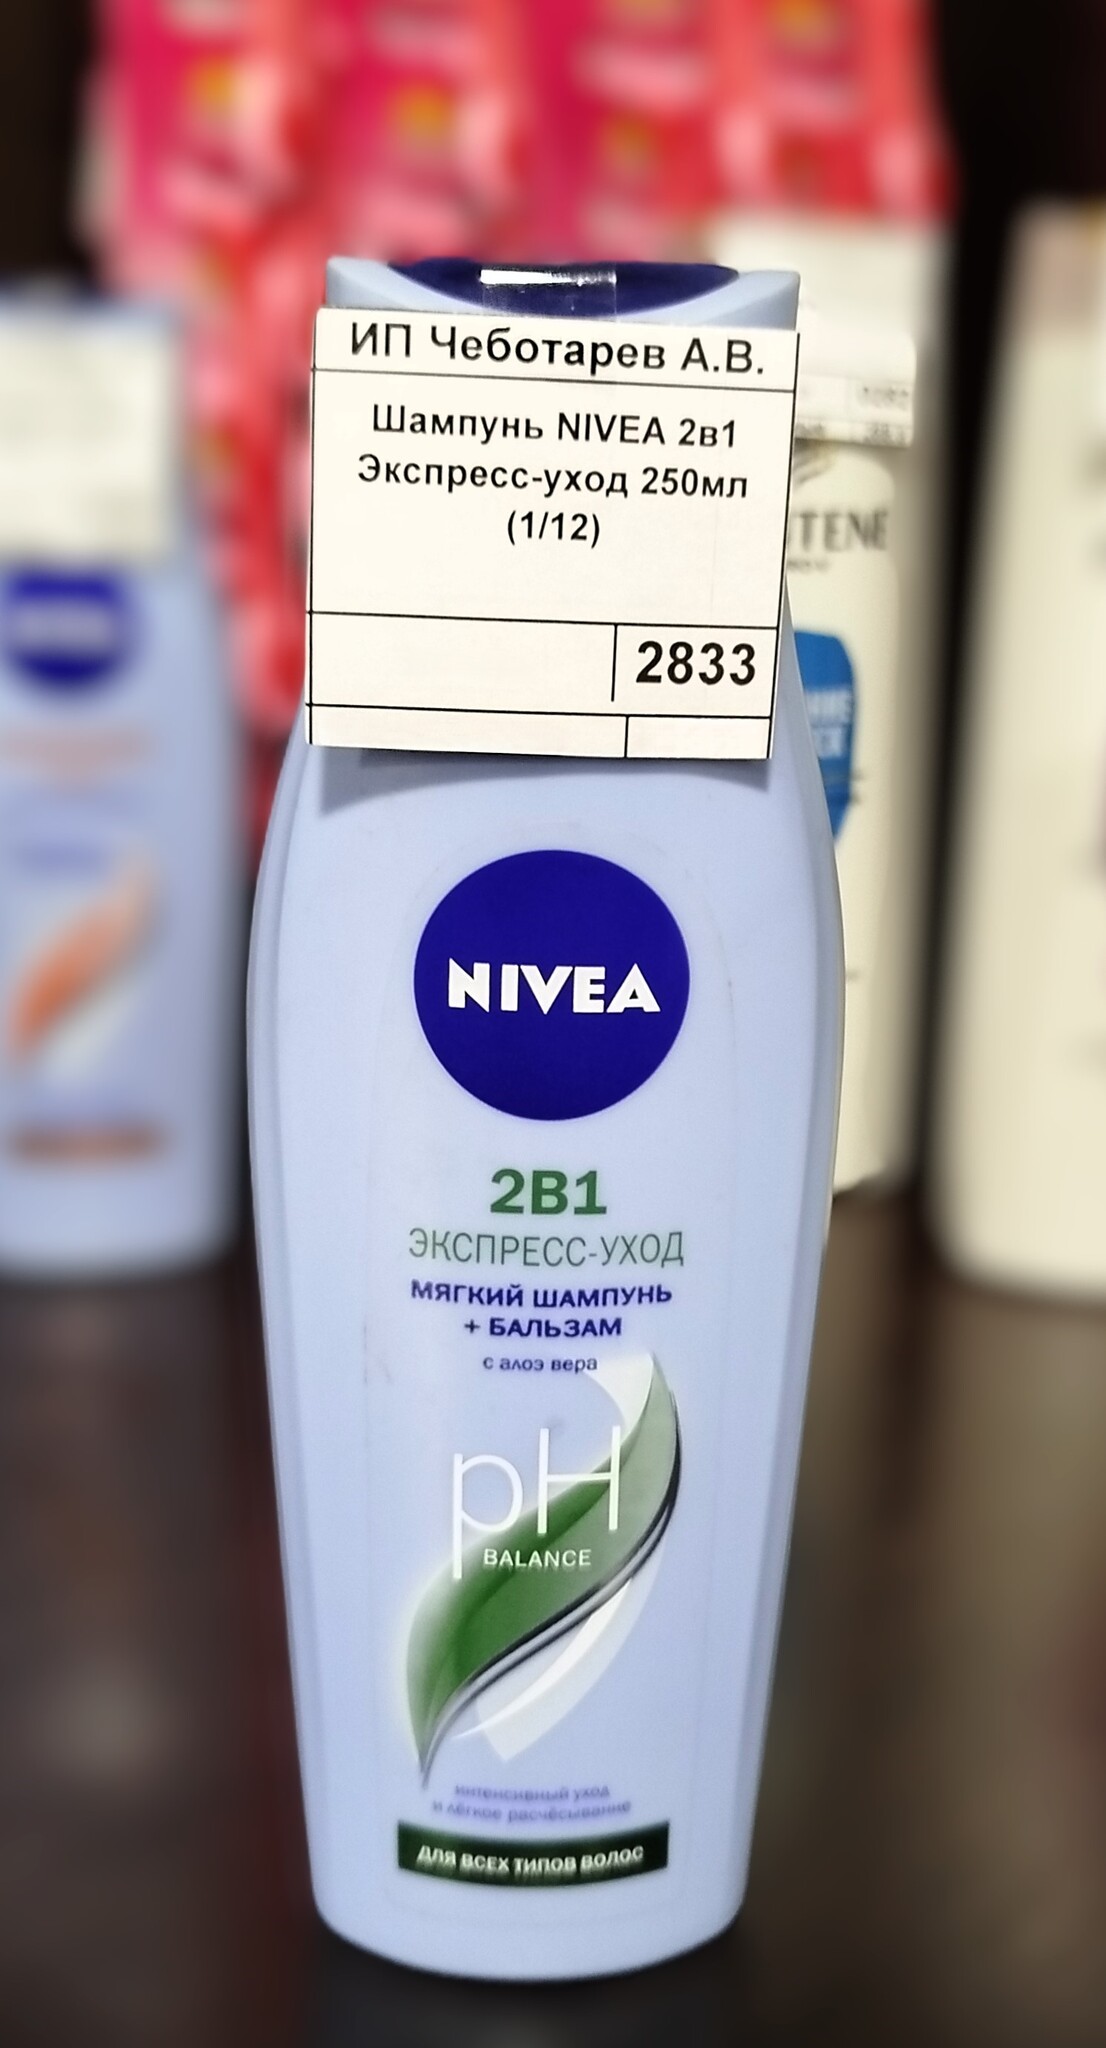 ИП Чеботарев А.В.
Шампунь NIVEA 2в1
Экспресс-уход 250мл
(1/12)
2833
NIVEA
2В1
ЭКСПРЕСС-УХОД
МЯГКИЙ ШАМПУНЬ
+ БАЛЬЗАМ
с алоэ вера
pH
BALANCE
интенсивный уход
и лёгкое расчёсывание
ДЛЯ ВСЕХ ТИПОВ ВОЛОС
TENE